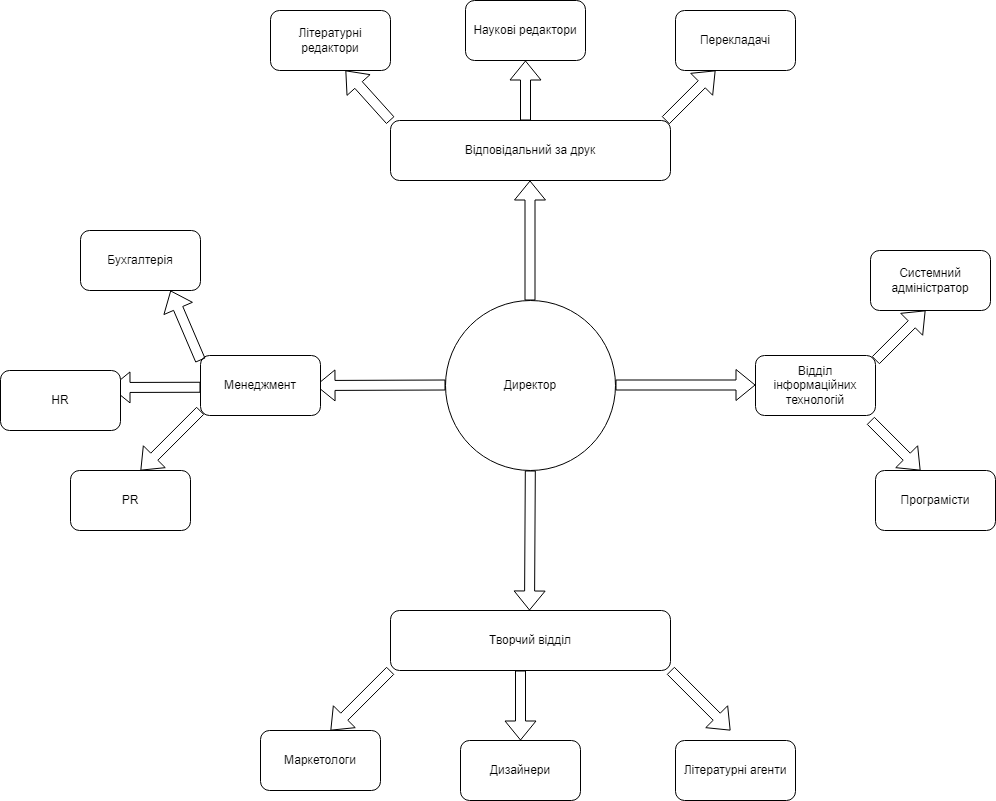 Літературні
редактори
Наукові редактори
Перекладачі
Відповідальний за друк
Бухгалтерія
Системний
адміністратор
HR
Менеджмент
Директор
Відділ
інформаційних
технологій
PR
Програмісти
Творчий відділ
Маркетологи
Дизайнери
Літературні агенти